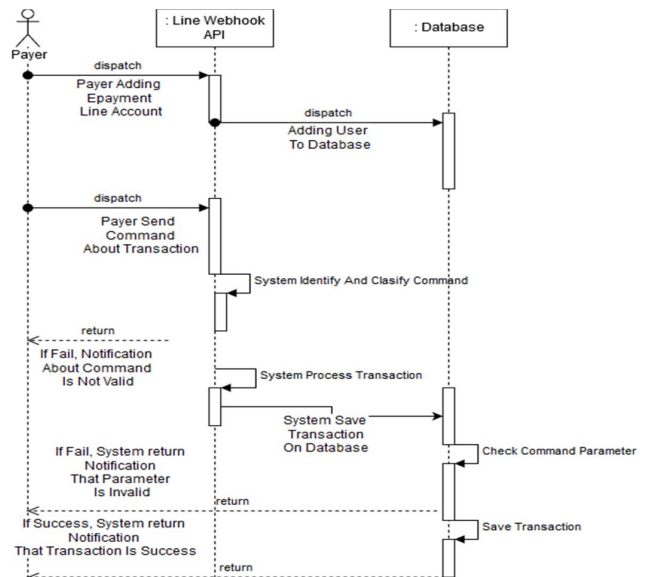 : Line Webhook
API
: Database
Payer
dispatch
Payer Adding
Epayment
Line Account
dispatch
Adding User
To Database
dispatch
Payer Send
Command
About Transaction
System Identify And Clasify Command
return
If Fail, Notification
About Command
Is Not Valid
System Process Transaction
System Save
Transaction
On Database
If Fail, System return
Notification
That Parameter
Is Invalid
Check Command Parameter
return
If Success, System return
Notification
That Transaction Is Success
Save Transaction
return